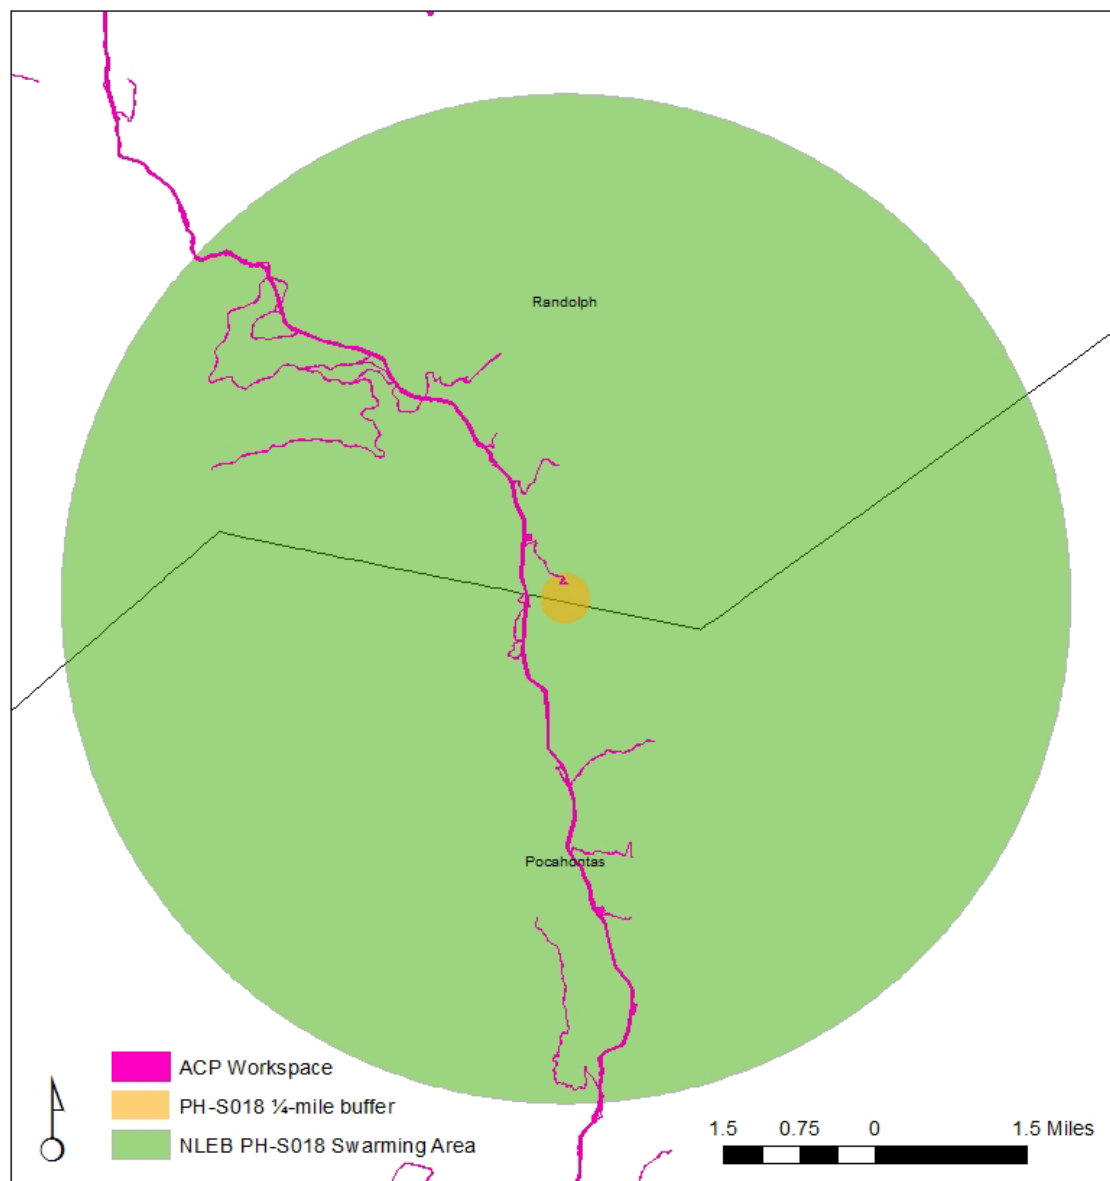 Randolph
Pocahontas
ACP Workspace
PH-S018 ¼-mile buffer
NLEB PH-S018 Swarming Area
1.5 0.75 0 1.5 Miles